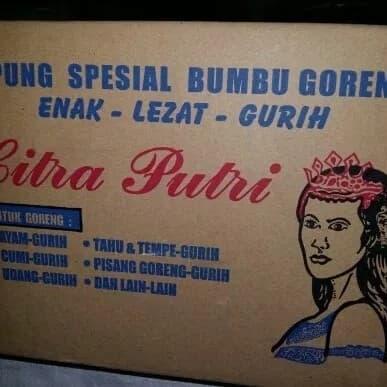 PUNG SPESIAL BUMBU GOREN
ENAK - LEZAT - GURIH
Citra Putri
TUK GORENG :
AYAM-GURIH • TAHU & TEMPE-GURIH
CUMI-GURIH • PISANG GORENG-GURIH
UDANG-GURIH • DAN LAIN-LAIN